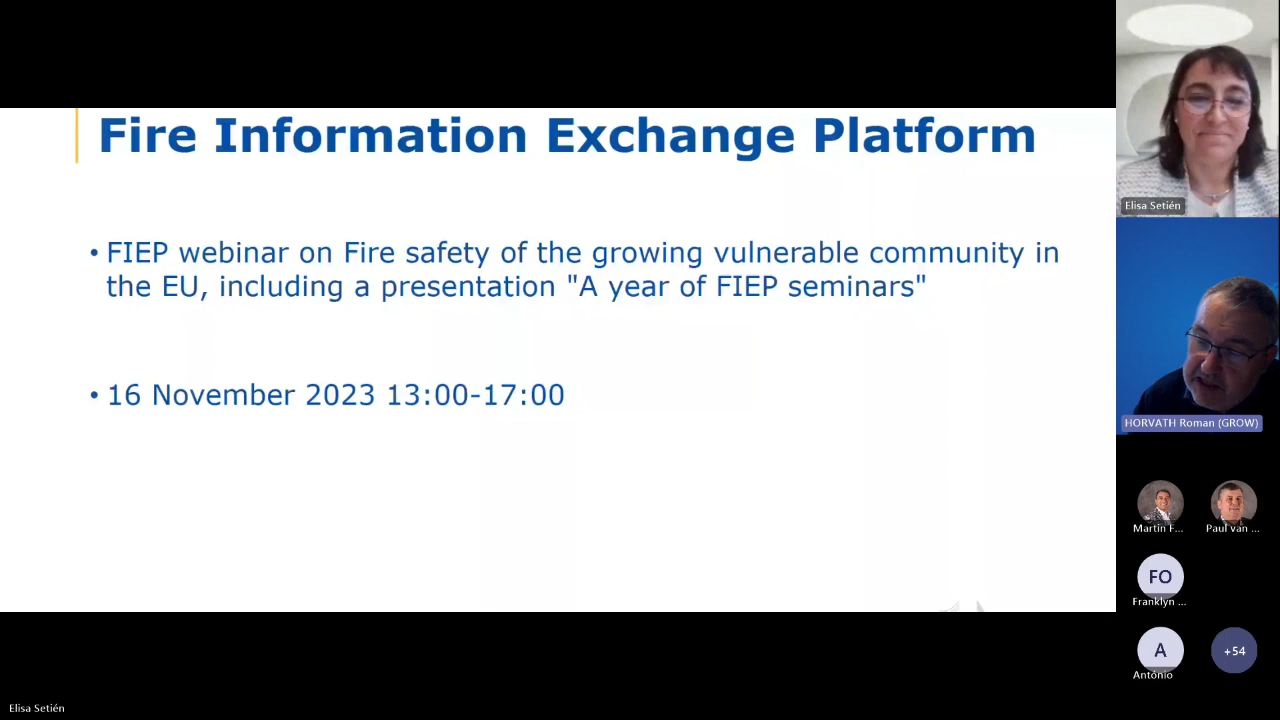 Fire Information Exchange Platform
• FIEP webinar on Fire safety of the growing vulnerable community in
the EU, including a presentation "A year of FIEP seminars"
• 16 November 2023 13:00-17:00
Elisa Setién
HORVATH Roman (GROW)
Martin F...
Paul van ...
FO
Franklyn ...
A
António
+54
Elisa Setién